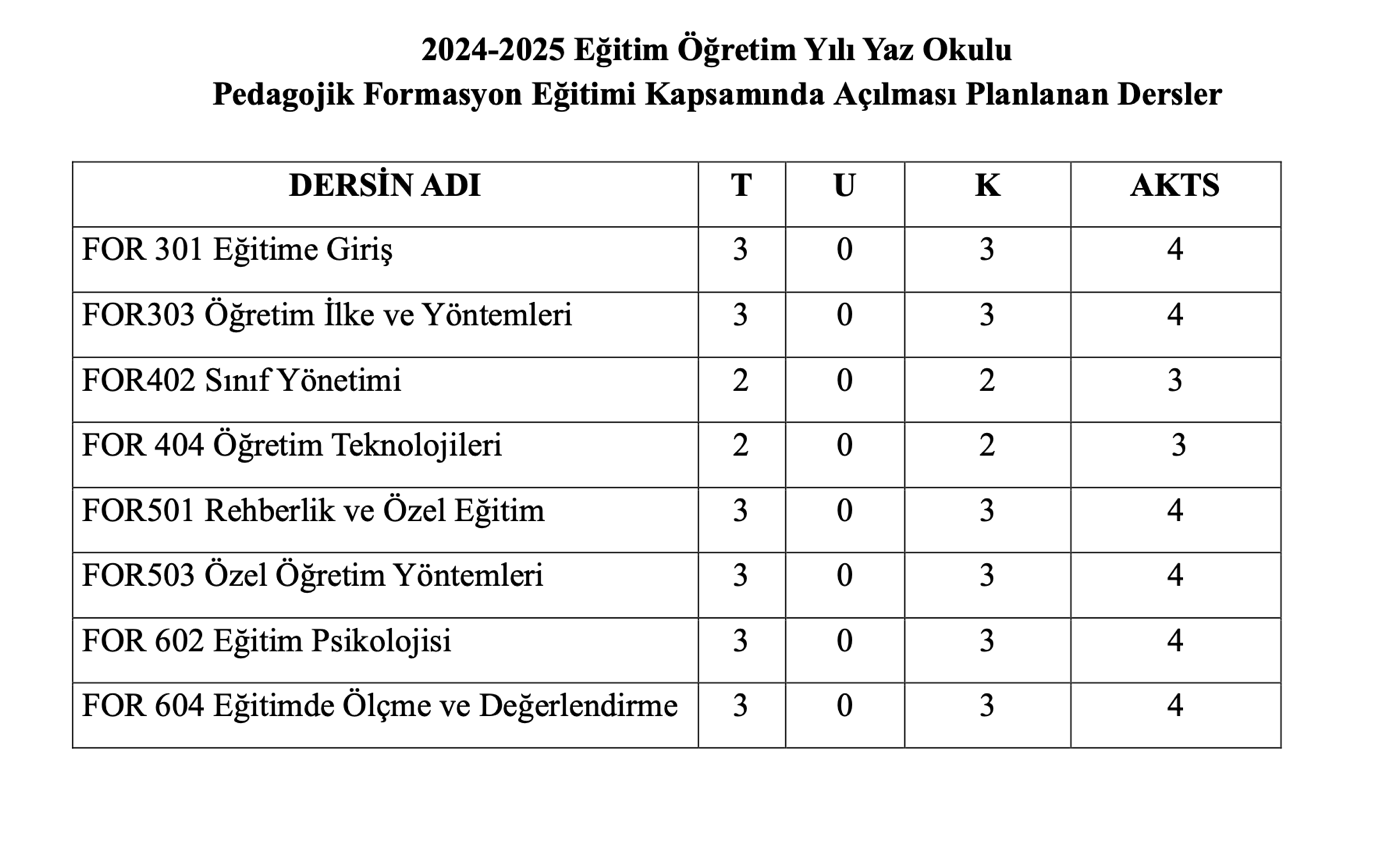 2024-2025 Eğitim Öğretim Yılı Yaz Okulu
Pedagojik Formasyon Eğitimi Kapsamında Açılması Planlanan Dersler
DERSİN ADI T U K AKTS
FOR 301 Eğitime Giriş 3 0 3 4
FOR303 Öğretim İlke ve Yöntemleri 3 0 3 4
FOR402 Sınıf Yönetimi 2 0 2 3
FOR 404 Öğretim Teknolojileri 2 0 2 3
FOR501 Rehberlik ve Özel Eğitim 3 0 3 4
FOR503 Özel Öğretim Yöntemleri 3 0 3 4
FOR 602 Eğitim Psikolojisi 3 0 3 4
FOR 604 Eğitimde Ölçme ve Değerlendirme 3 0 3 4